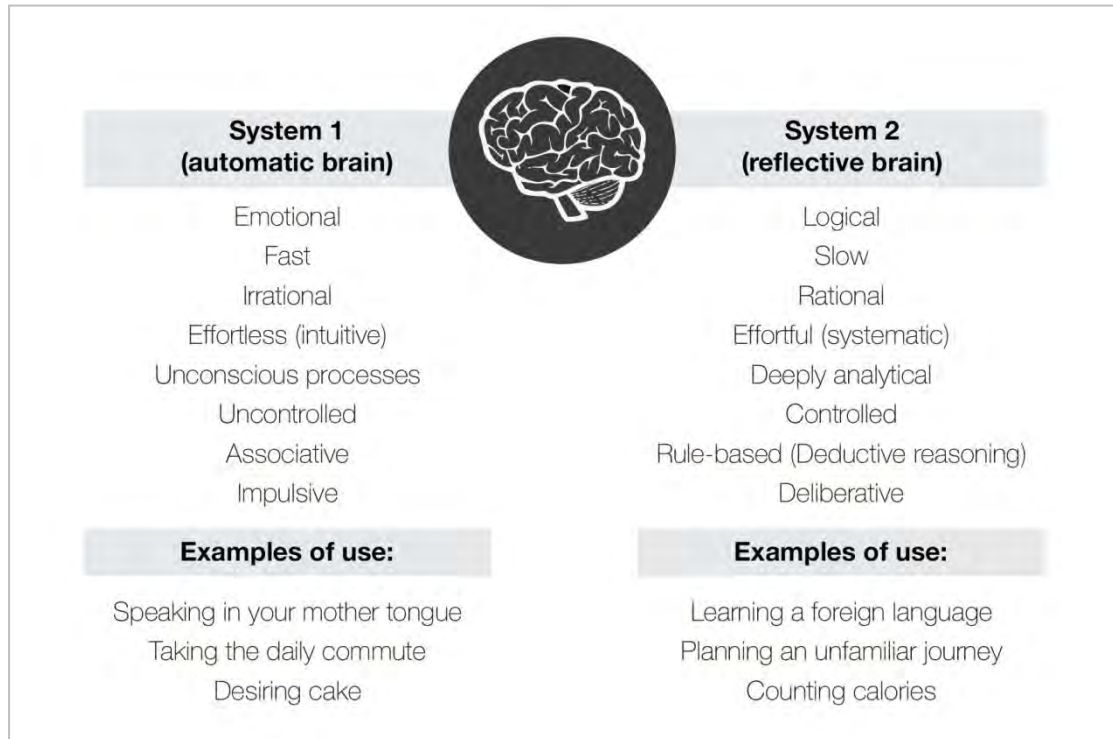 System 1
(automatic brain)
Emotional
Fast
Irrational
Effortless (intuitive)
Unconscious processes
Uncontrolled
Associative
Impulsive
Examples of use:
Speaking in your mother tongue
Taking the daily commute
Desiring cake
System 2
(reflective brain)
Logical
Slow
Rational
Effortful (systematic)
Deeply analytical
Controlled
Rule-based (Deductive reasoning)
Deliberative
Examples of use:
Learning a foreign language
Planning an unfamiliar journey
Counting calories